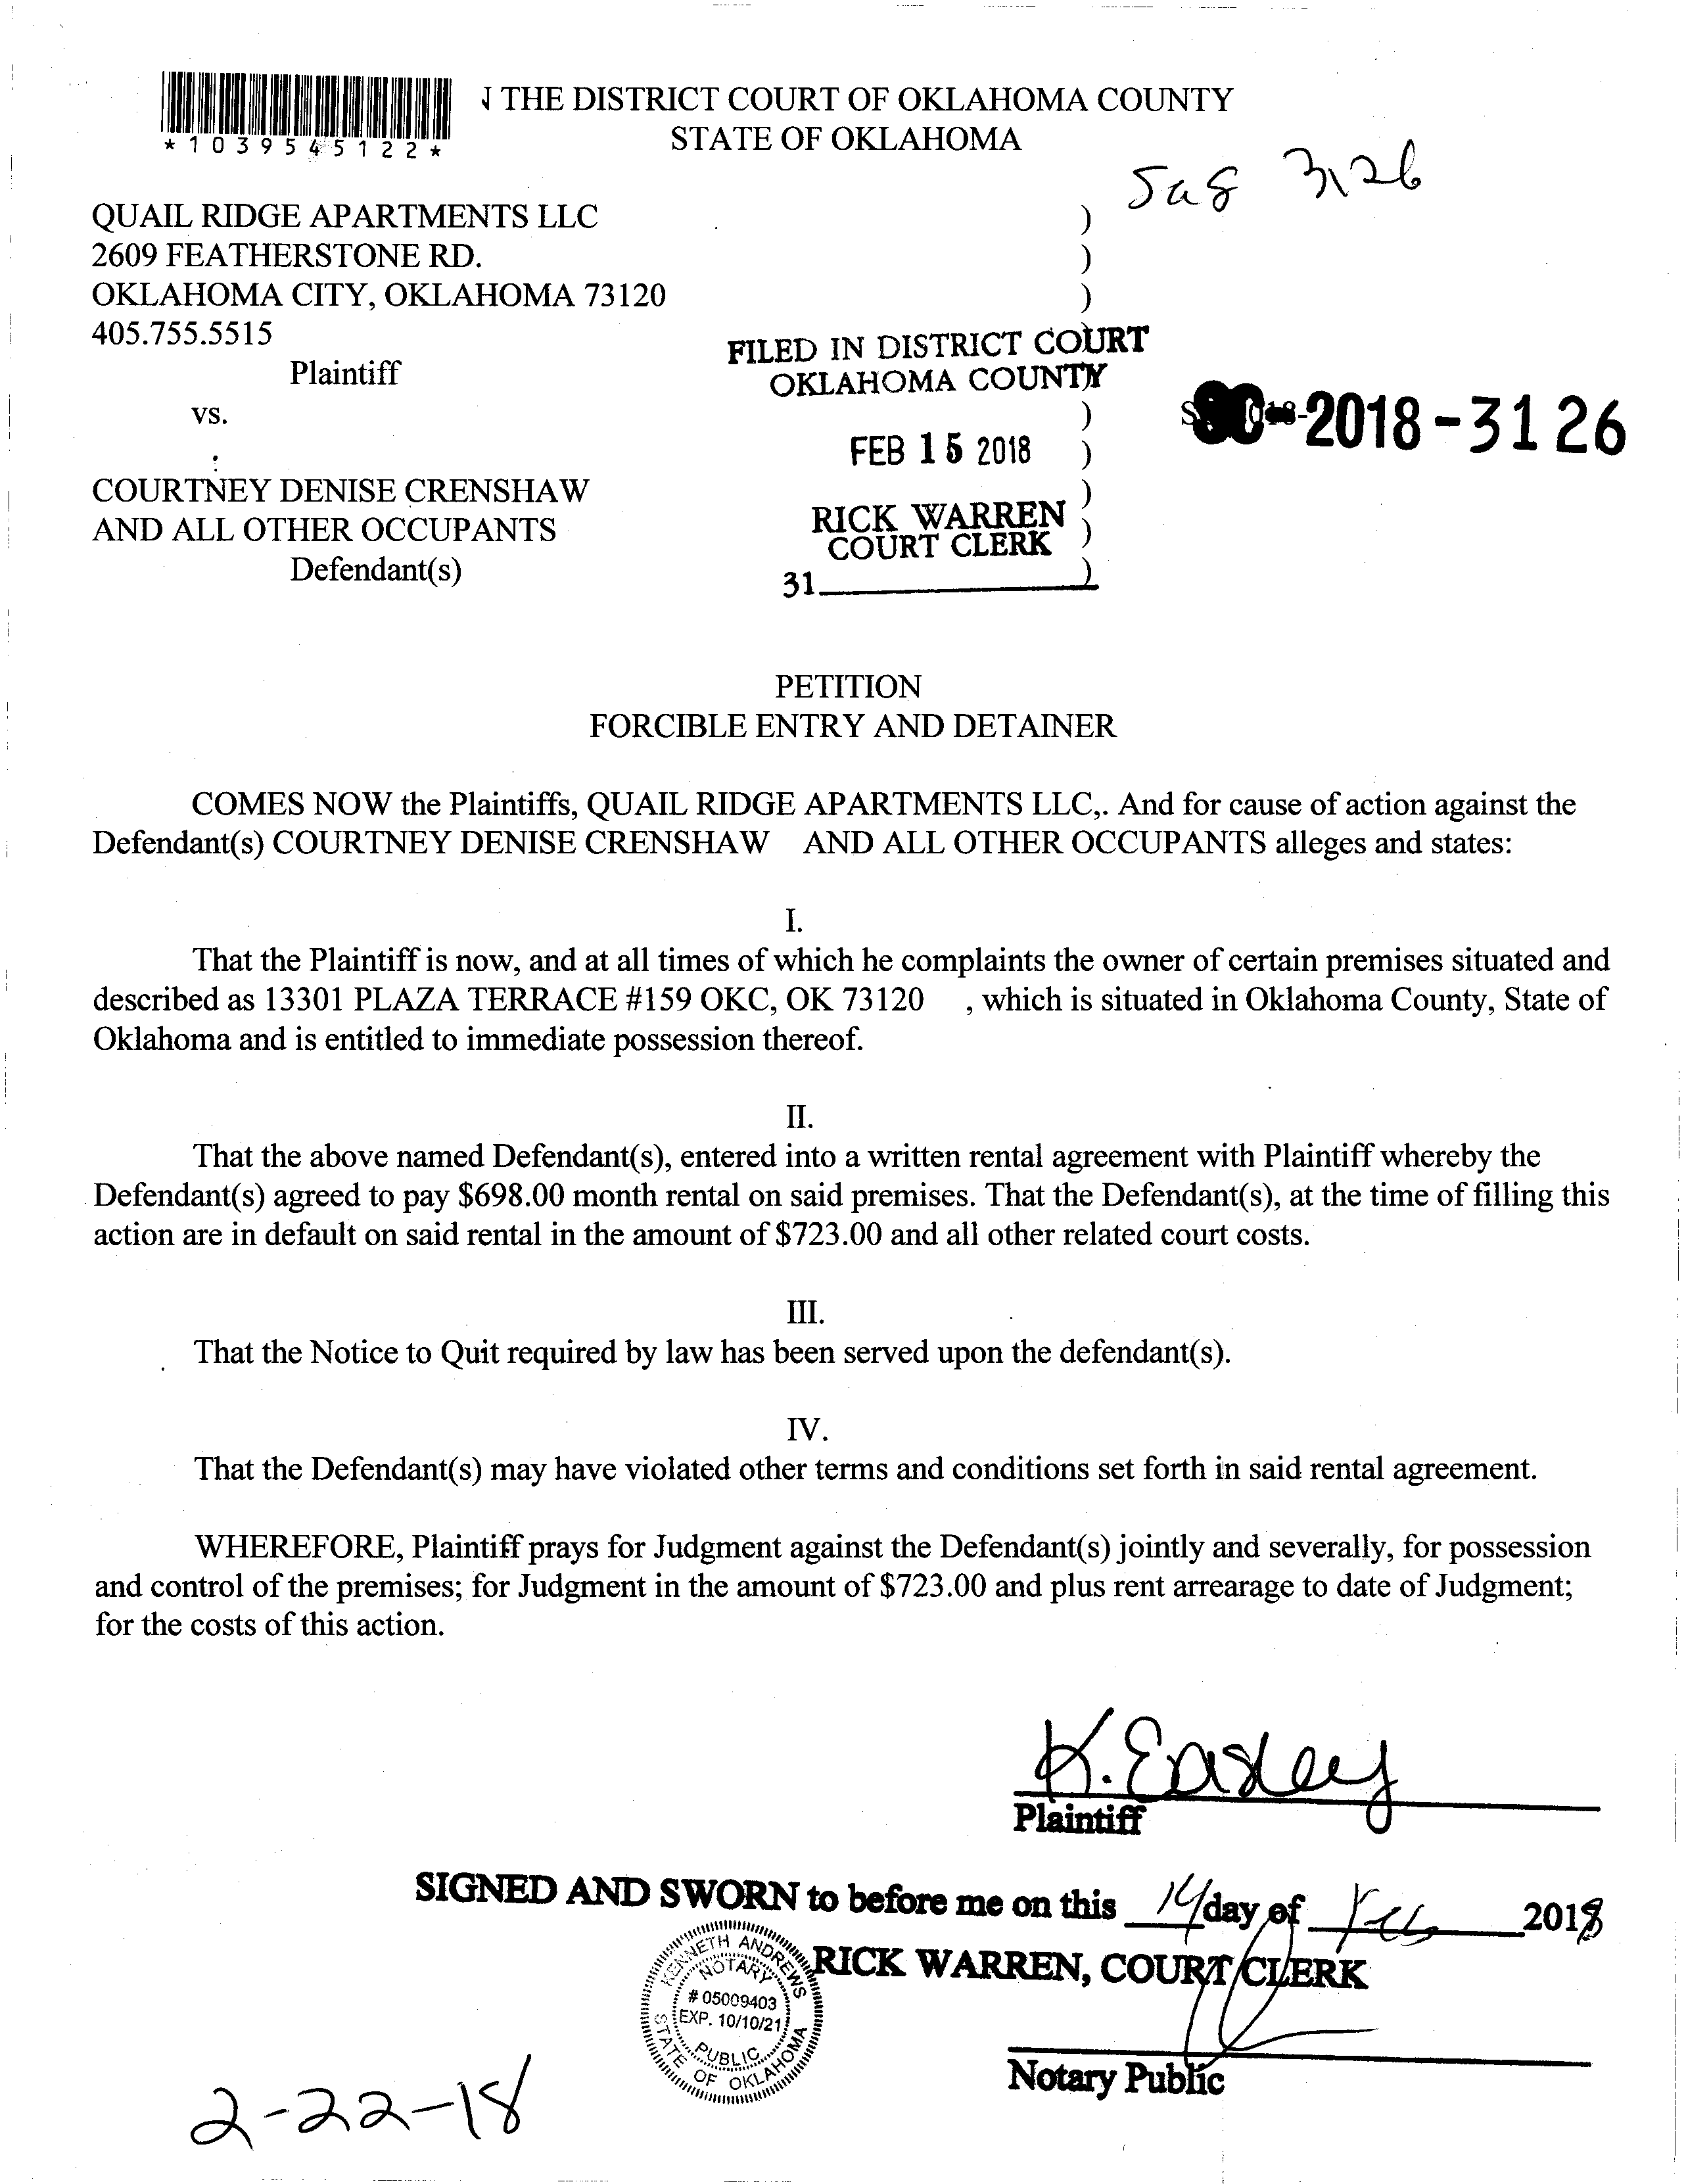 *1039545122*
THE DISTRICT COURT OF OKLAHOMA COUNTY
STATE OF OKLAHOMA
3126
QUAIL RIDGE APARTMENTS LLC )
2609 FEATHERSTONE RD. )
OKLAHOMA CITY, OKLAHOMA 73120 )
405.755.5515
Plaintiff
FILED IN DISTRICT COURT
OKLAHOMA COUNTY
vs. )
-2018-3126
FEB 15 2018 )
COURTNEY DENISE CRENSHAW )
AND ALL OTHER OCCUPANTS )
Defendant(s) )
RICK WARREN
COURT CLERK
31
PETITION
FORCIBLE ENTRY AND DETAINER
COMES NOW the Plaintiffs, QUAIL RIDGE APARTMENTS LLC,. And for cause of action against the
Defendant(s) COURTNEY DENISE CRENSHAW AND ALL OTHER OCCUPANTS alleges and states:
I.
That the Plaintiff is now, and at all times of which he complaints the owner of certain premises situated and
described as 13301 PLAZA TERRACE #159 OKC, OK 73120 , which is situated in Oklahoma County, State of
Oklahoma and is entitled to immediate possession thereof.
II.
That the above named Defendant(s), entered into a written rental agreement with Plaintiff whereby the
Defendant(s) agreed to pay $698.00 month rental on said premises. That the Defendant(s), at the time of filling this
action are in default on said rental in the amount of $723.00 and all other related court costs.
III.
That the Notice to Quit required by law has been served upon the defendant(s).
IV.
That the Defendant(s) may have violated other terms and conditions set forth in said rental agreement.
WHEREFORE, Plaintiff prays for Judgment against the Defendant(s) jointly and severally, for possession
and control of the premises; for Judgment in the amount of $723.00 and plus rent arrearage to date of Judgment;
for the costs of this action.
K. Easley
Plaintiff
SIGNED AND SWORN to before me on this 14 day of Feb 2018
RICK WARREN, COURT CLERK
KENNETH ANDREWS
NOTARY
# 05009403
EXP. 10/10/21
PUBLIC
STATE OF OKLAHOMA
Notary Public
2-22-18